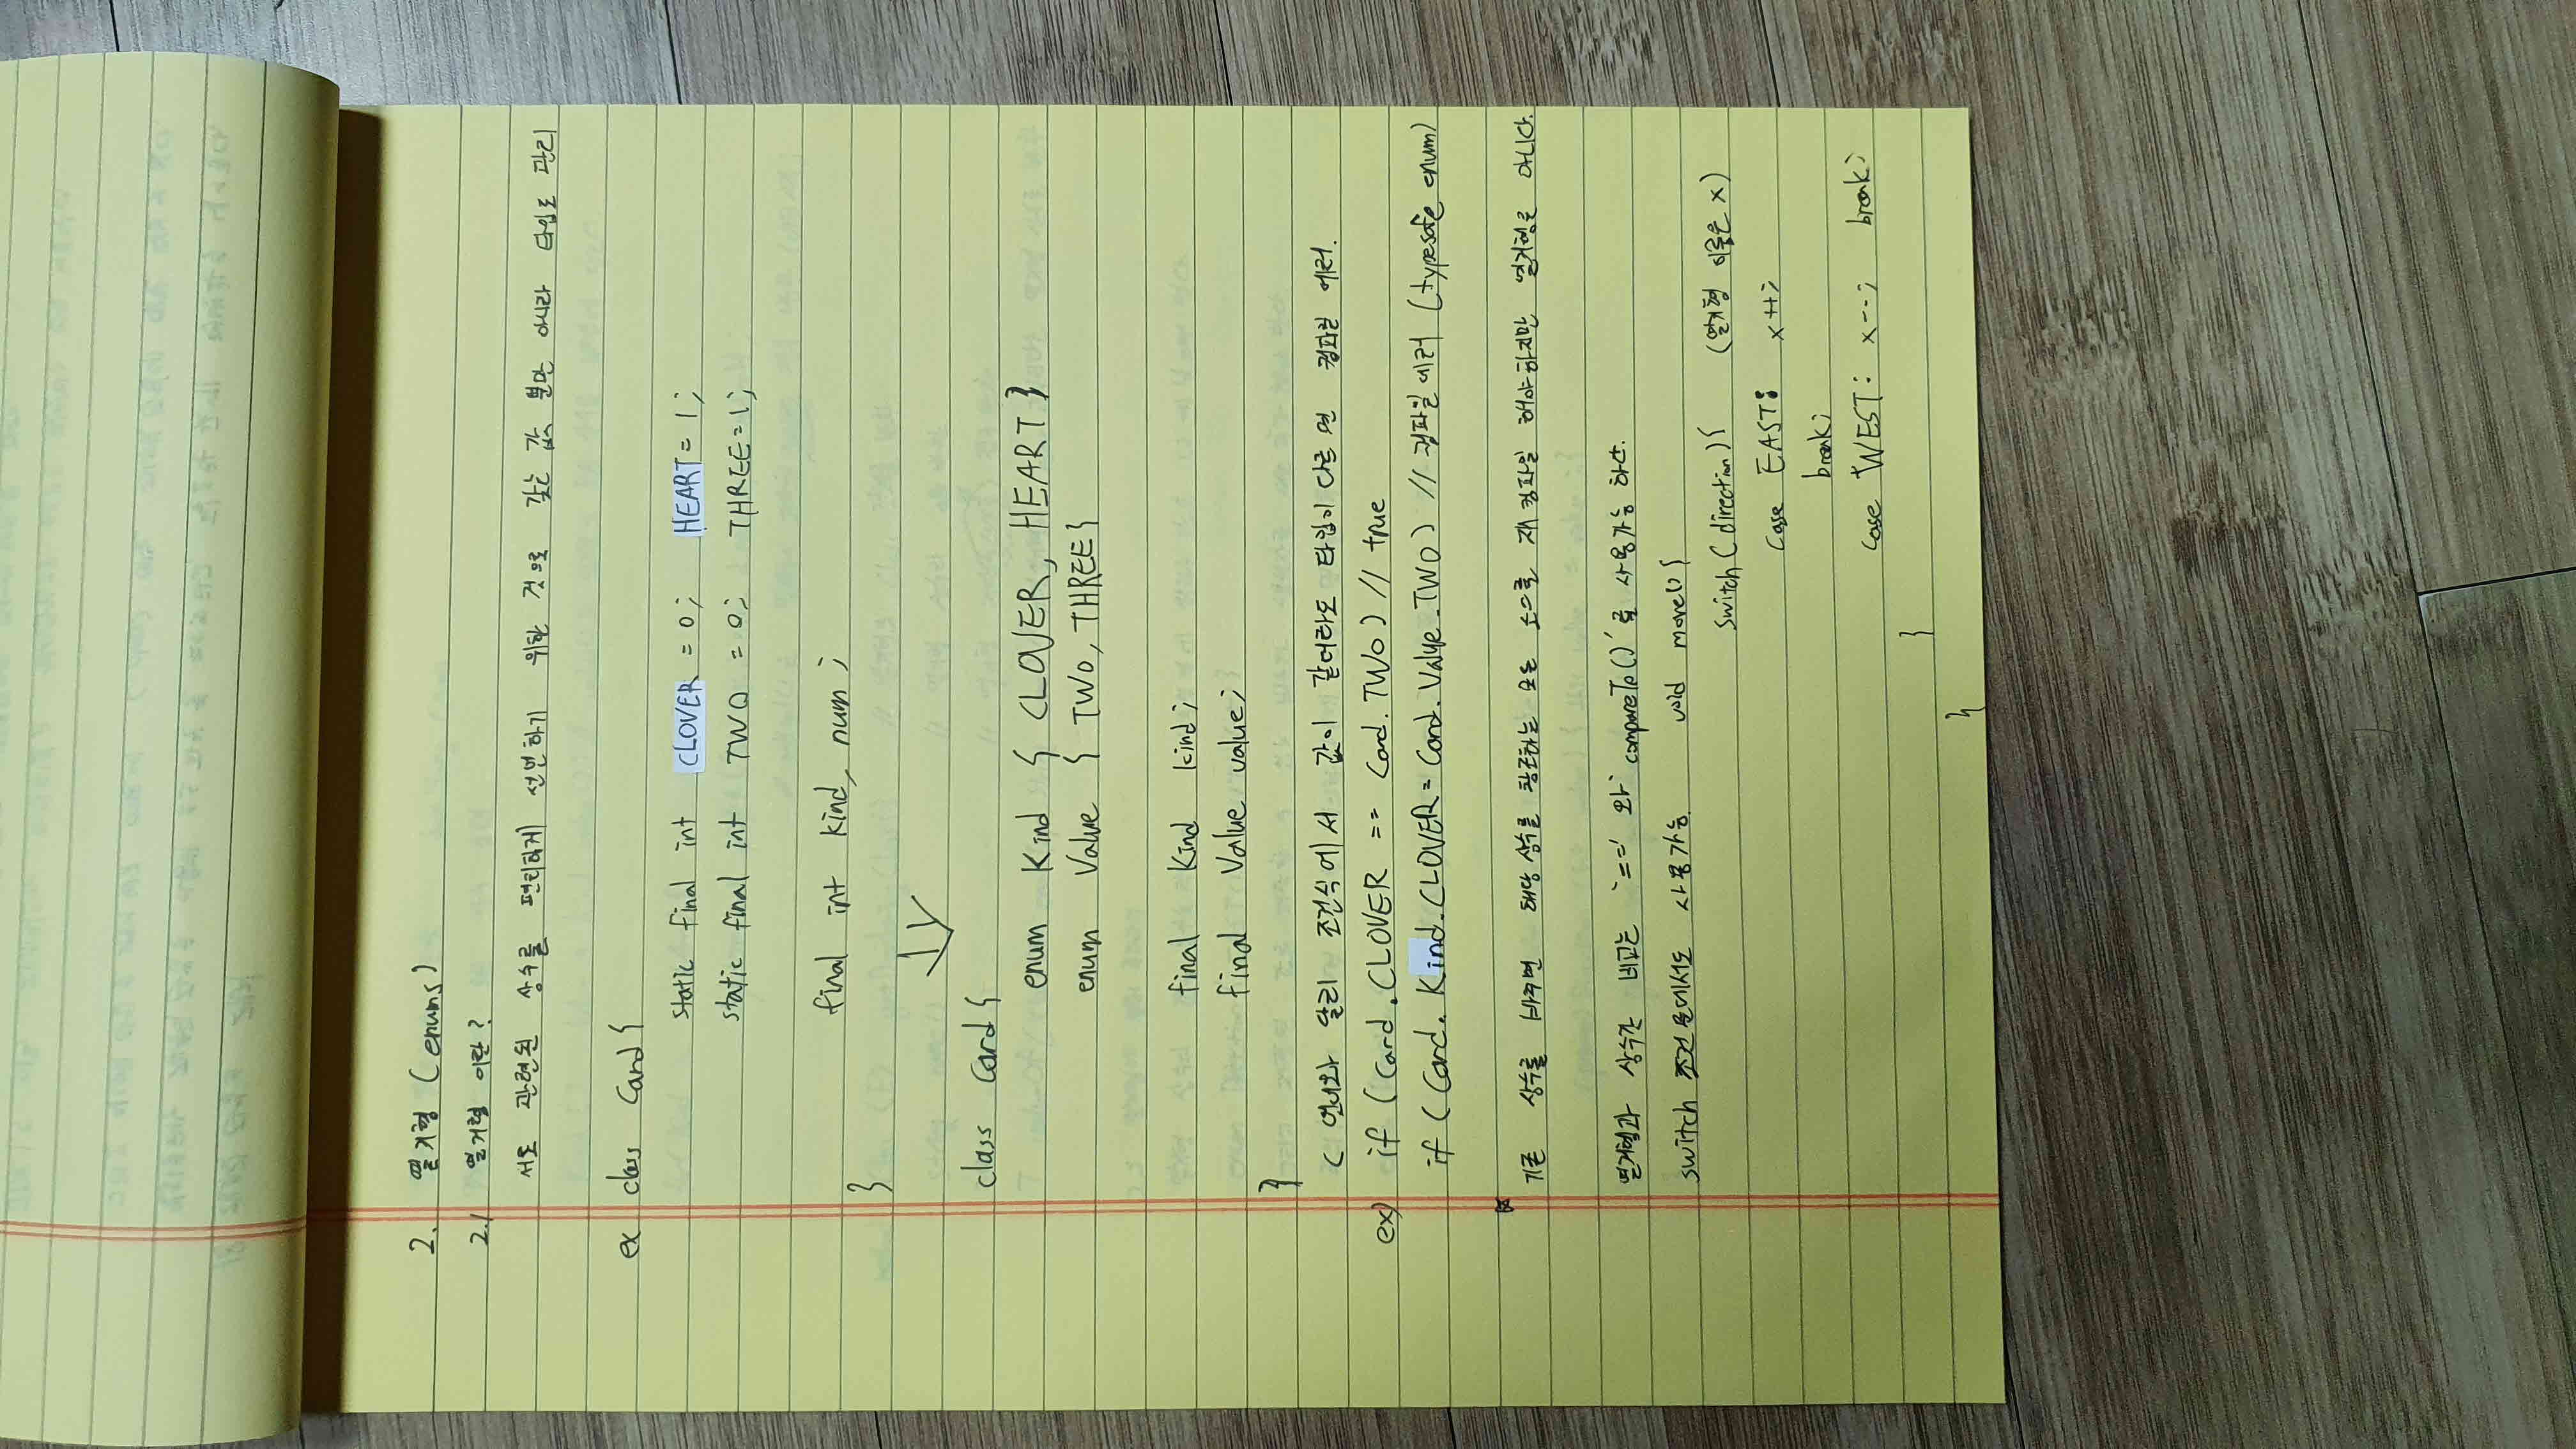 2. 열거형 (enums)
2.1 열거형 이란?
서로 관련된 상수를 편리하게 선언하기 위한 것으로 갖는 값 뿐만 아니라 타입도 관리
ex class Card {
static final int CLOVER = 0; HEART = 1;
static final int TWO = 0; THREE = 1;
final int kind, num;
}
class Card {
enum Kind { CLOVER, HEART }
enum Value { TWO, THREE }
final Kind kind;
final Value value;
}
C 언어와 달리 조건식에서 값이 같더라도 타입이 다르면 컴파일 에러.
ex) if (Card.CLOVER == Card.TWO) // true
if (Card.Kind.CLOVER = Card.Value.TWO) // 컴파일에러 (typesafe enum)
기존 상수를 바꾸면 해당 상수를 참조하는 모든 소스를 재컴파일 해야하지만 열거형은 아니다.
열거형과 상수간 비교는 '==' 와 'compareTo()'로 사용가능 하다.
switch 조건문에서도 사용가능 void move() {
switch (direction) { (열거형 이름은 x)
case EAST: x++;
break;
case WEST: x--; break;
}
}